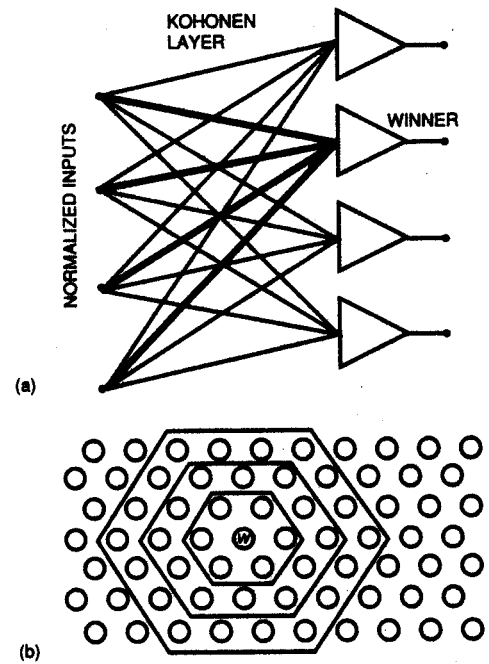 KOHONEN
LAYER
WINNER
NORMALIZED INPUTS
(a)
W
(b)